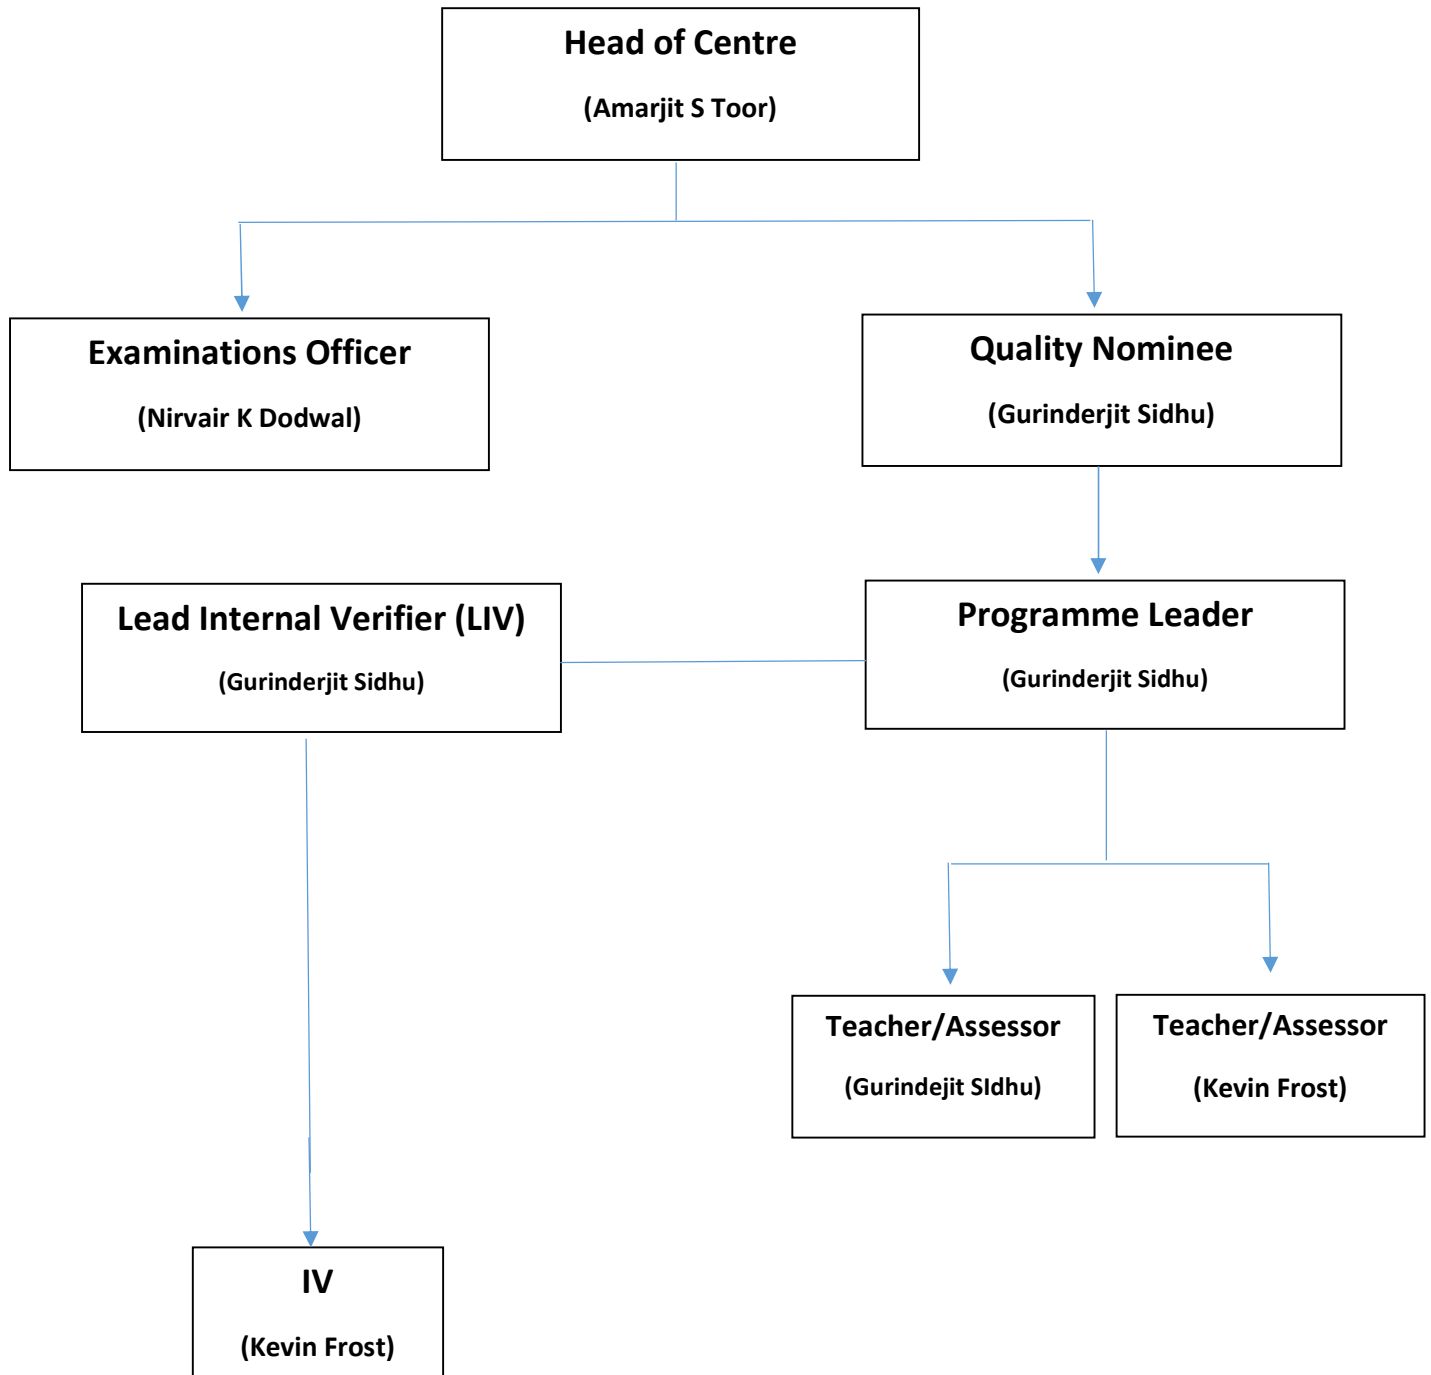 Head of Centre
(Amarjit S Toor)
Examinations Officer
(Nirvair K Dodwal)
Quality Nominee
(Gurinderjit Sidhu)
Lead Internal Verifier (LIV)
(Gurinderjit Sidhu)
Programme Leader
(Gurinderjit Sidhu)
Teacher/Assessor
(Gurindejit SIdhu)
Teacher/Assessor
(Kevin Frost)
IV
(Kevin Frost)